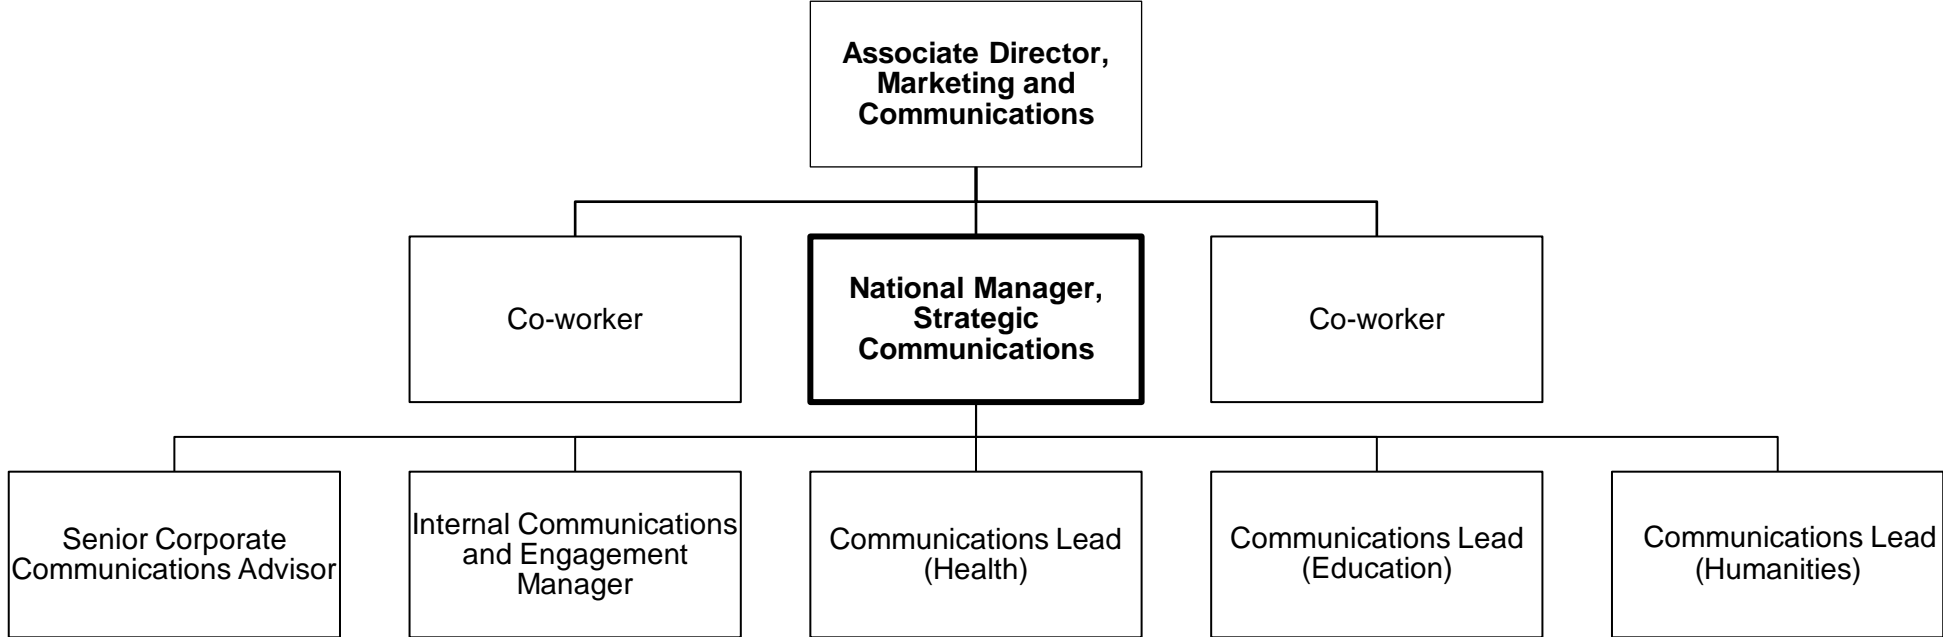 Associate Director,
Marketing and
Communications
Co-worker
National Manager,
Strategic
Communications
Co-worker
Senior Corporate
Communications Advisor
Internal Communications
and Engagement
Manager
Communications Lead
(Health)
Communications Lead
(Education)
Communications Lead
(Humanities)